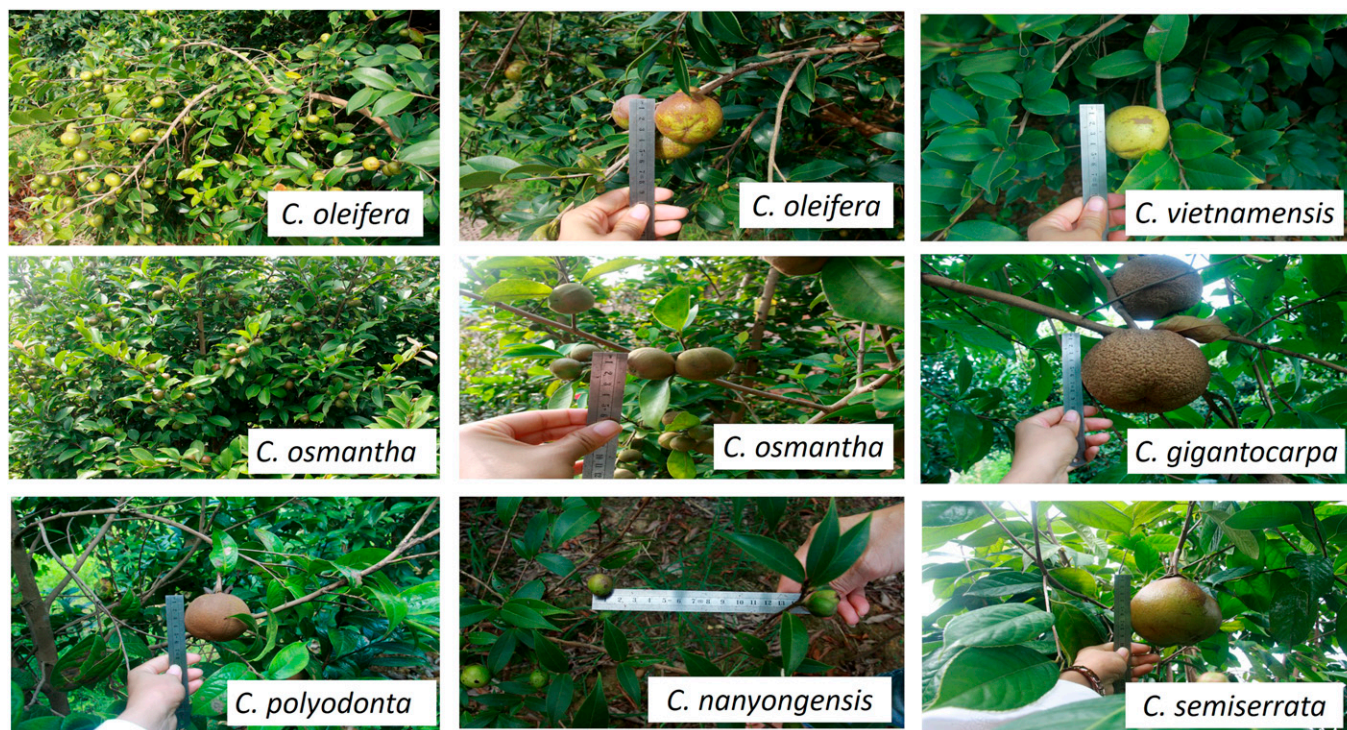 C. oleifera
C. oleifera
C. vietnamensis
C. osmantha
C. osmantha
C. gigantocarpa
C. polyodonta
C. nanyongensis
C. semiserrata